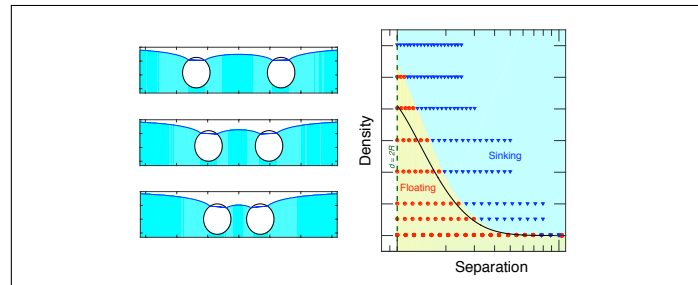 Density
d = 2R
Sinking
Floating
Separation